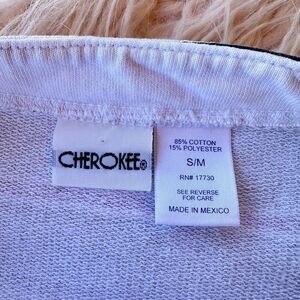 CHEROKEE®
85% COTTON
15% POLYESTER
S/M
RN# 17730
SEE REVERSE
FOR CARE
MADE IN MEXICO